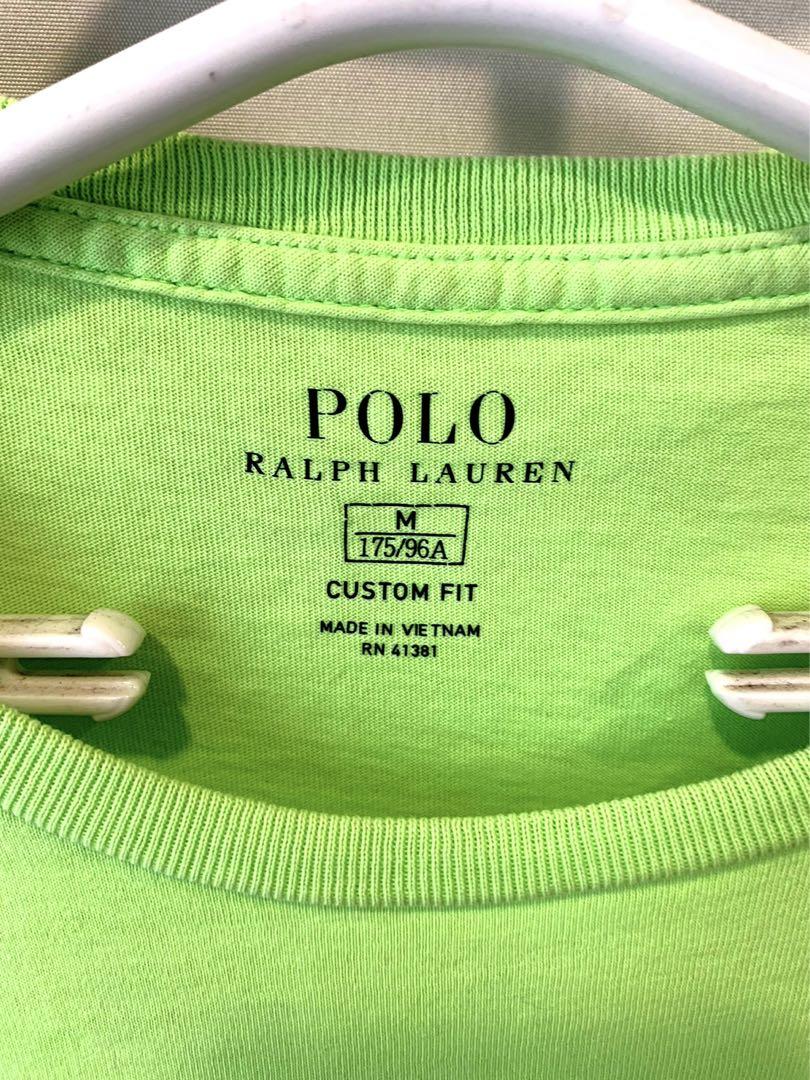 POLO
RALPH LAUREN
M
175/96A
CUSTOM FIT
MADE IN VIETNAM
RN 41381